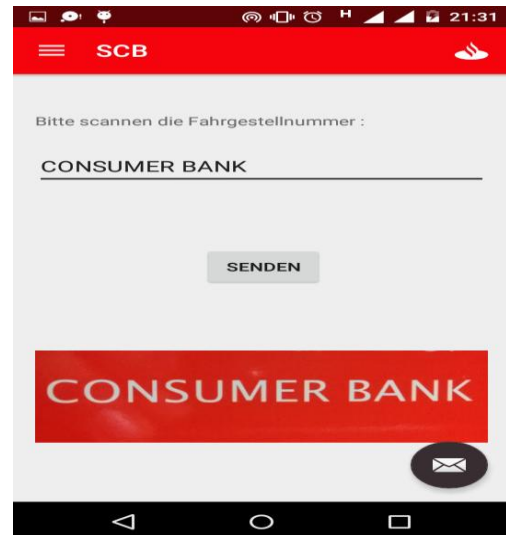 H 21:31
SCB
Bitte scannen die Fahrgestellnummer :
CONSUMER BANK
SENDEN
CONSUMER BANK